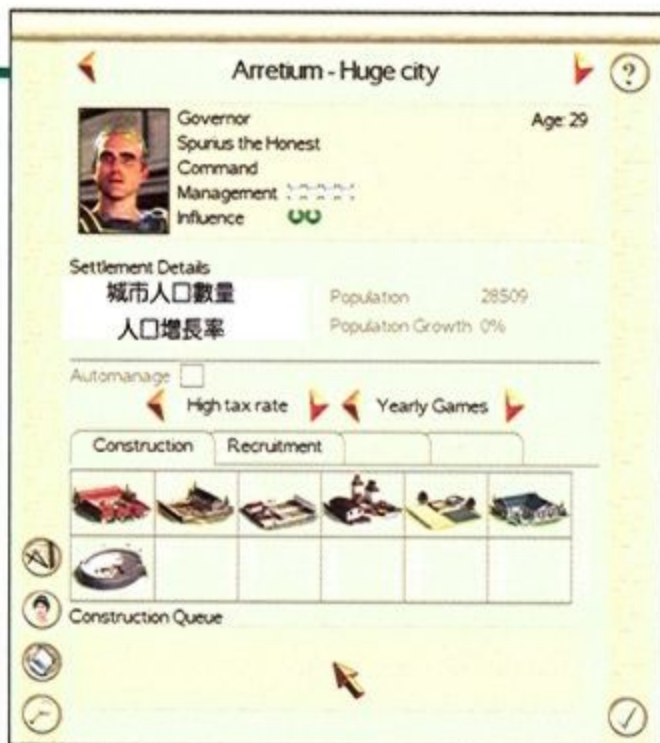 Arretium - Huge city
?
Governor
Age: 29
Spurius the Honest
Command
Management
Influence
Settlement Details
城市人口數量
Population 28509
人口增長率
Population Growth 0%
Automanage
High tax rate
Yearly Games
Construction
Recruitment
Construction Queue